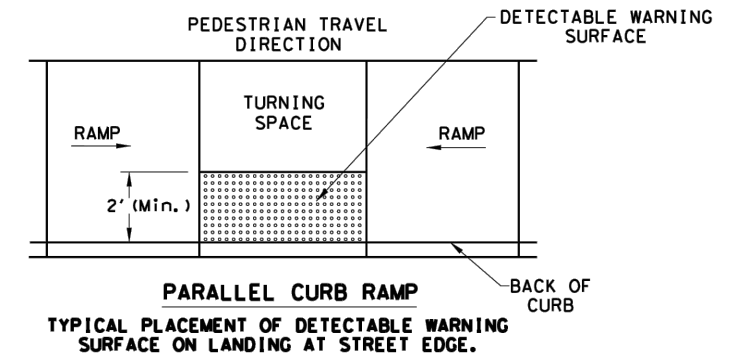 PEDESTRIAN TRAVEL
DIRECTION
DETECTABLE WARNING
SURFACE
TURNING
SPACE
RAMP
RAMP
2' (Min.)
BACK OF
CURB
PARALLEL CURB RAMP
TYPICAL PLACEMENT OF DETECTABLE WARNING
SURFACE ON LANDING AT STREET EDGE.